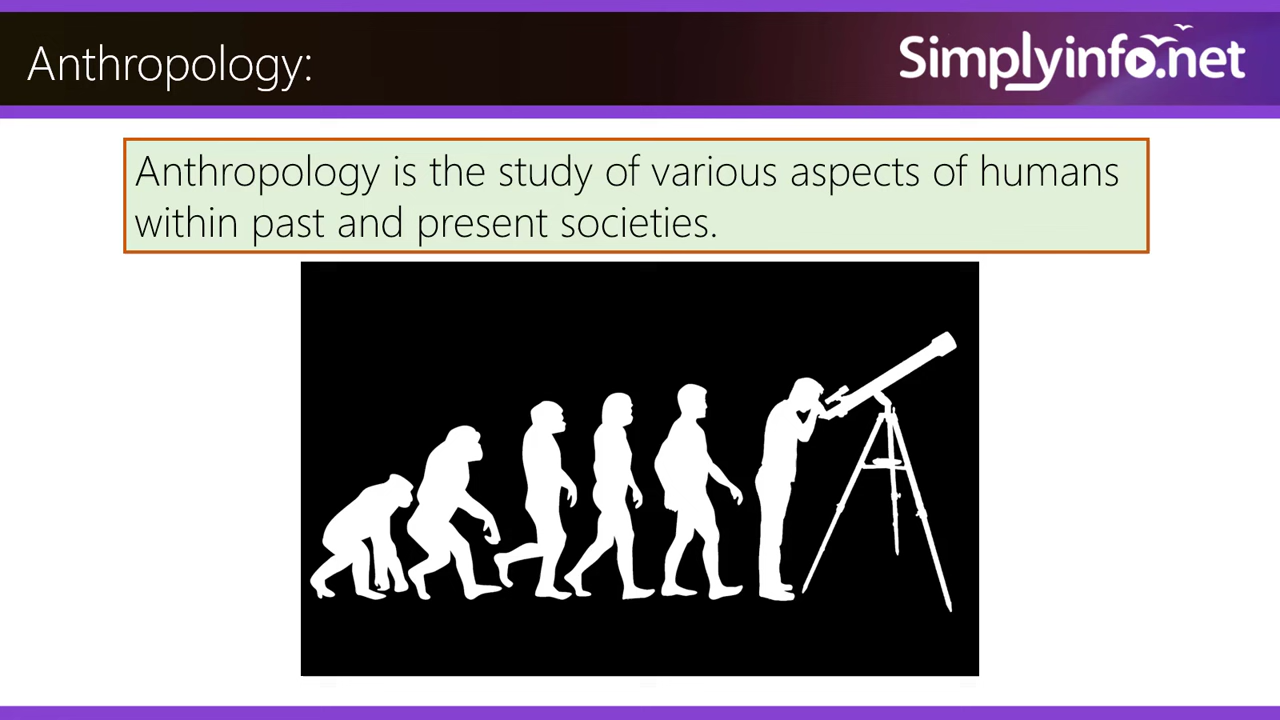 Anthropology:
Simplyinfo.net
Anthropology is the study of various aspects of humans
within past and present societies.